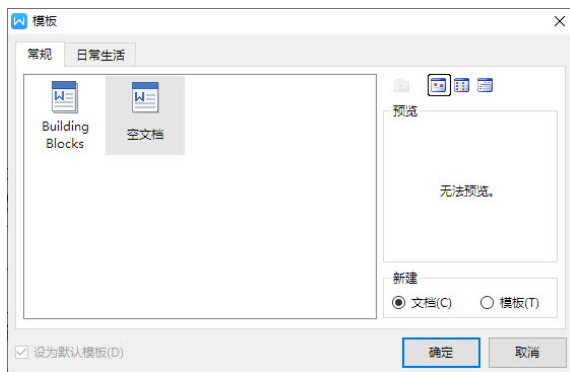 模板
常规 日常生活
Building
Blocks
空文档
预览
无法预览。
新建
文档(C) 模板(T)
设为默认模板(D)
确定 取消